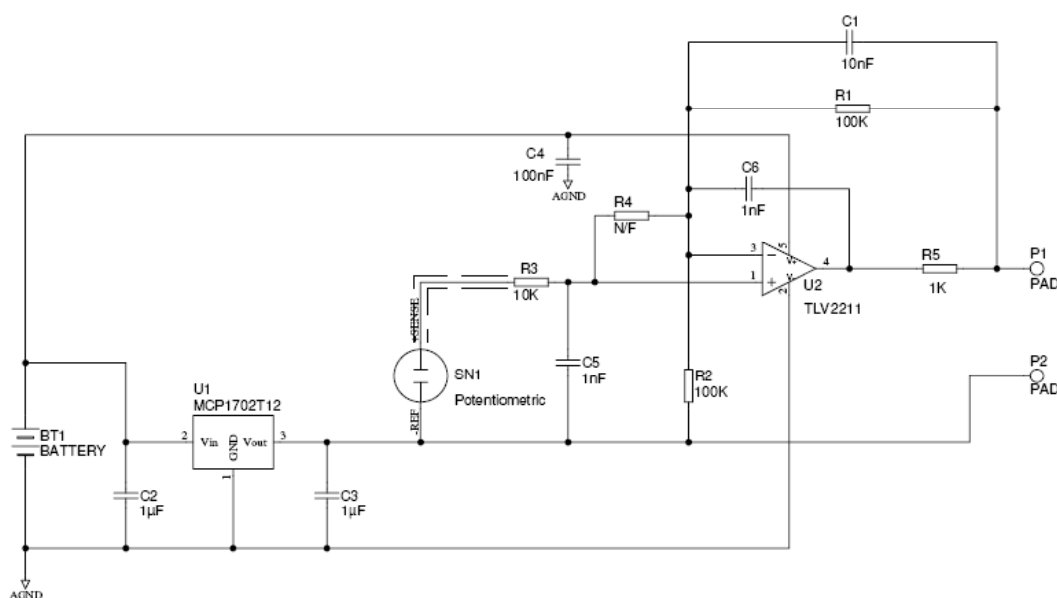 C1
10nF
R1
100K
C4
100nF
AGND
C6
1nF
R4
N/F
R3
10K
3
1
5
V+
4
V-
2
U2
TLV2211
R5
1K
P1
PAD
+SENSE
SN1
Potentiometric
-REF
C5
1nF
R2
100K
P2
PAD
U1
MCP1702T12
BT1
BATTERY
2
Vin
GND
Vout
3
1
C2
1µF
C3
1µF
AGND